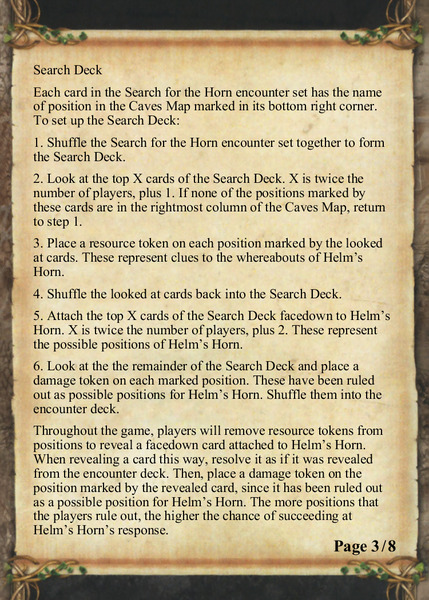 Search Deck
Each card in the Search for the Horn encounter set has the name
of position in the Caves Map marked in its bottom right corner.
To set up the Search Deck:
1. Shuffle the Search for the Horn encounter set together to form
the Search Deck.
2. Look at the top X cards of the Search Deck. X is twice the
number of players, plus 1. If none of the positions marked by
these cards are in the rightmost column of the Caves Map, return
to step 1.
3. Place a resource token on each position marked by the looked
at cards. These represent clues to the whereabouts of Helm's
Horn.
4. Shuffle the looked at cards back into the Search Deck.
5. Attach the top X cards of the Search Deck facedown to Helm's
Horn. X is twice the number of players, plus 2. These represent
the possible positions of Helm's Horn.
6. Look at the the remainder of the Search Deck and place a
damage token on each marked position. These have been ruled
out as possible positions for Helm's Horn. Shuffle them into the
encounter deck.
Throughout the game, players will remove resource tokens from
positions to reveal a facedown card attached to Helm's Horn.
When revealing a card this way, resolve it as if it was revealed
from the encounter deck. Then, place a damage token on the
position marked by the revealed card, since it has been ruled out
as a possible position for Helm's Horn. The more positions that
the players rule out, the higher the chance of succeeding at
Helm's Horn's response.
Page 3/8